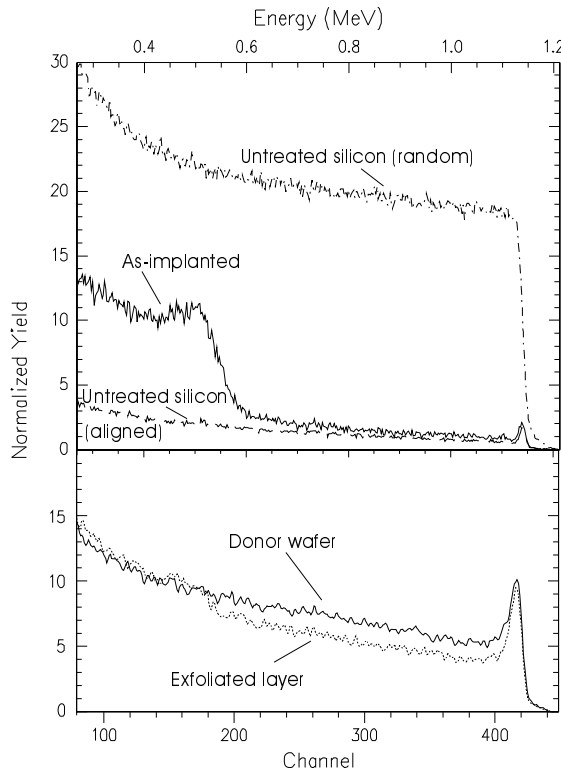 Energy (MeV)
0.4 0.6 0.8 1.0 1.2
30
25
20
15
10
5
0
Untreated silicon (random)
As-implanted
Untreated silicon
(aligned)
Normalized Yield
15
10
5
0
Donor wafer
Exfoliated layer
100 200 300 400
Channel